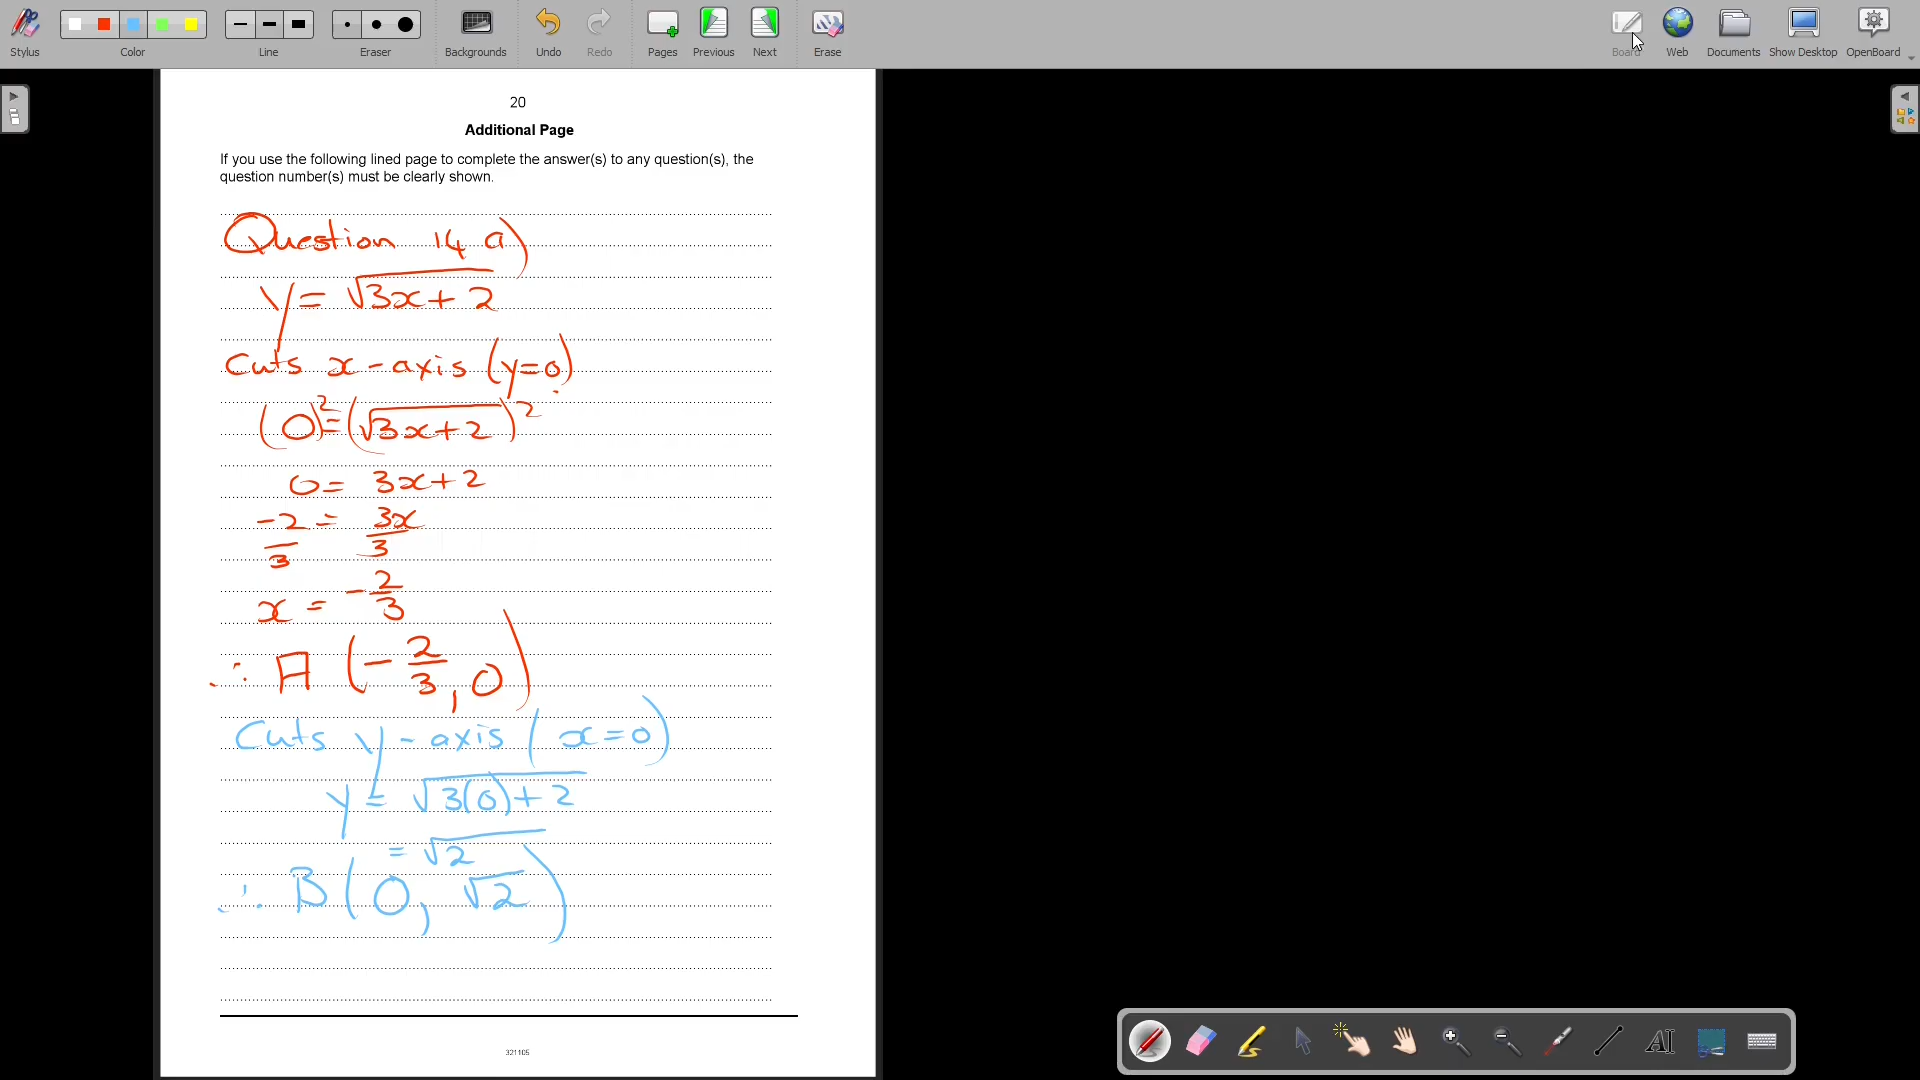 Stylus Color Line Eraser Backgrounds Undo Redo Pages Previous Next Erase Board Web Documents Show Desktop OpenBoard
20
Additional Page
If you use the following lined page to complete the answer(s) to any question(s), the
question number(s) must be clearly shown.
Question 14 a)
y = √3x + 2
Cuts x-axis (y=0)
(0)² = (√3x+2)²
0 = 3x+2
-2/3 = 3x/3
x = -2/3
∴ A (-2/3, 0)
Cuts y-axis (x=0)
y = √3(0)+2
= √2
∴ B(0, √2)
321105